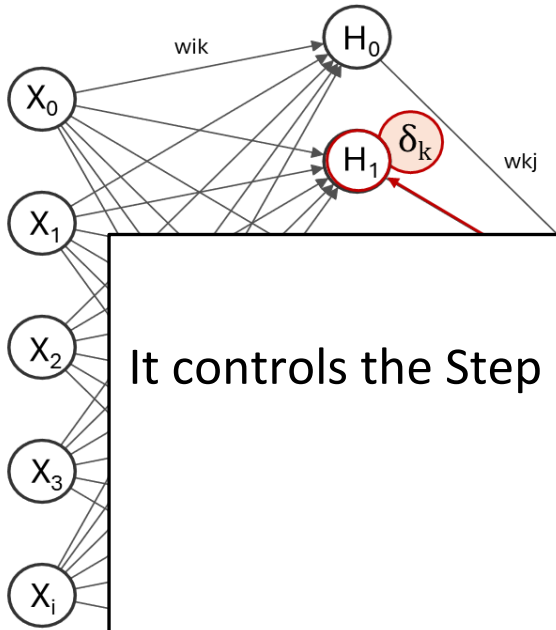 wik
H₀
X₀
δₖ
H₁
wkj
X₁
X₂
It controls the Step
X₃
Xᵢ